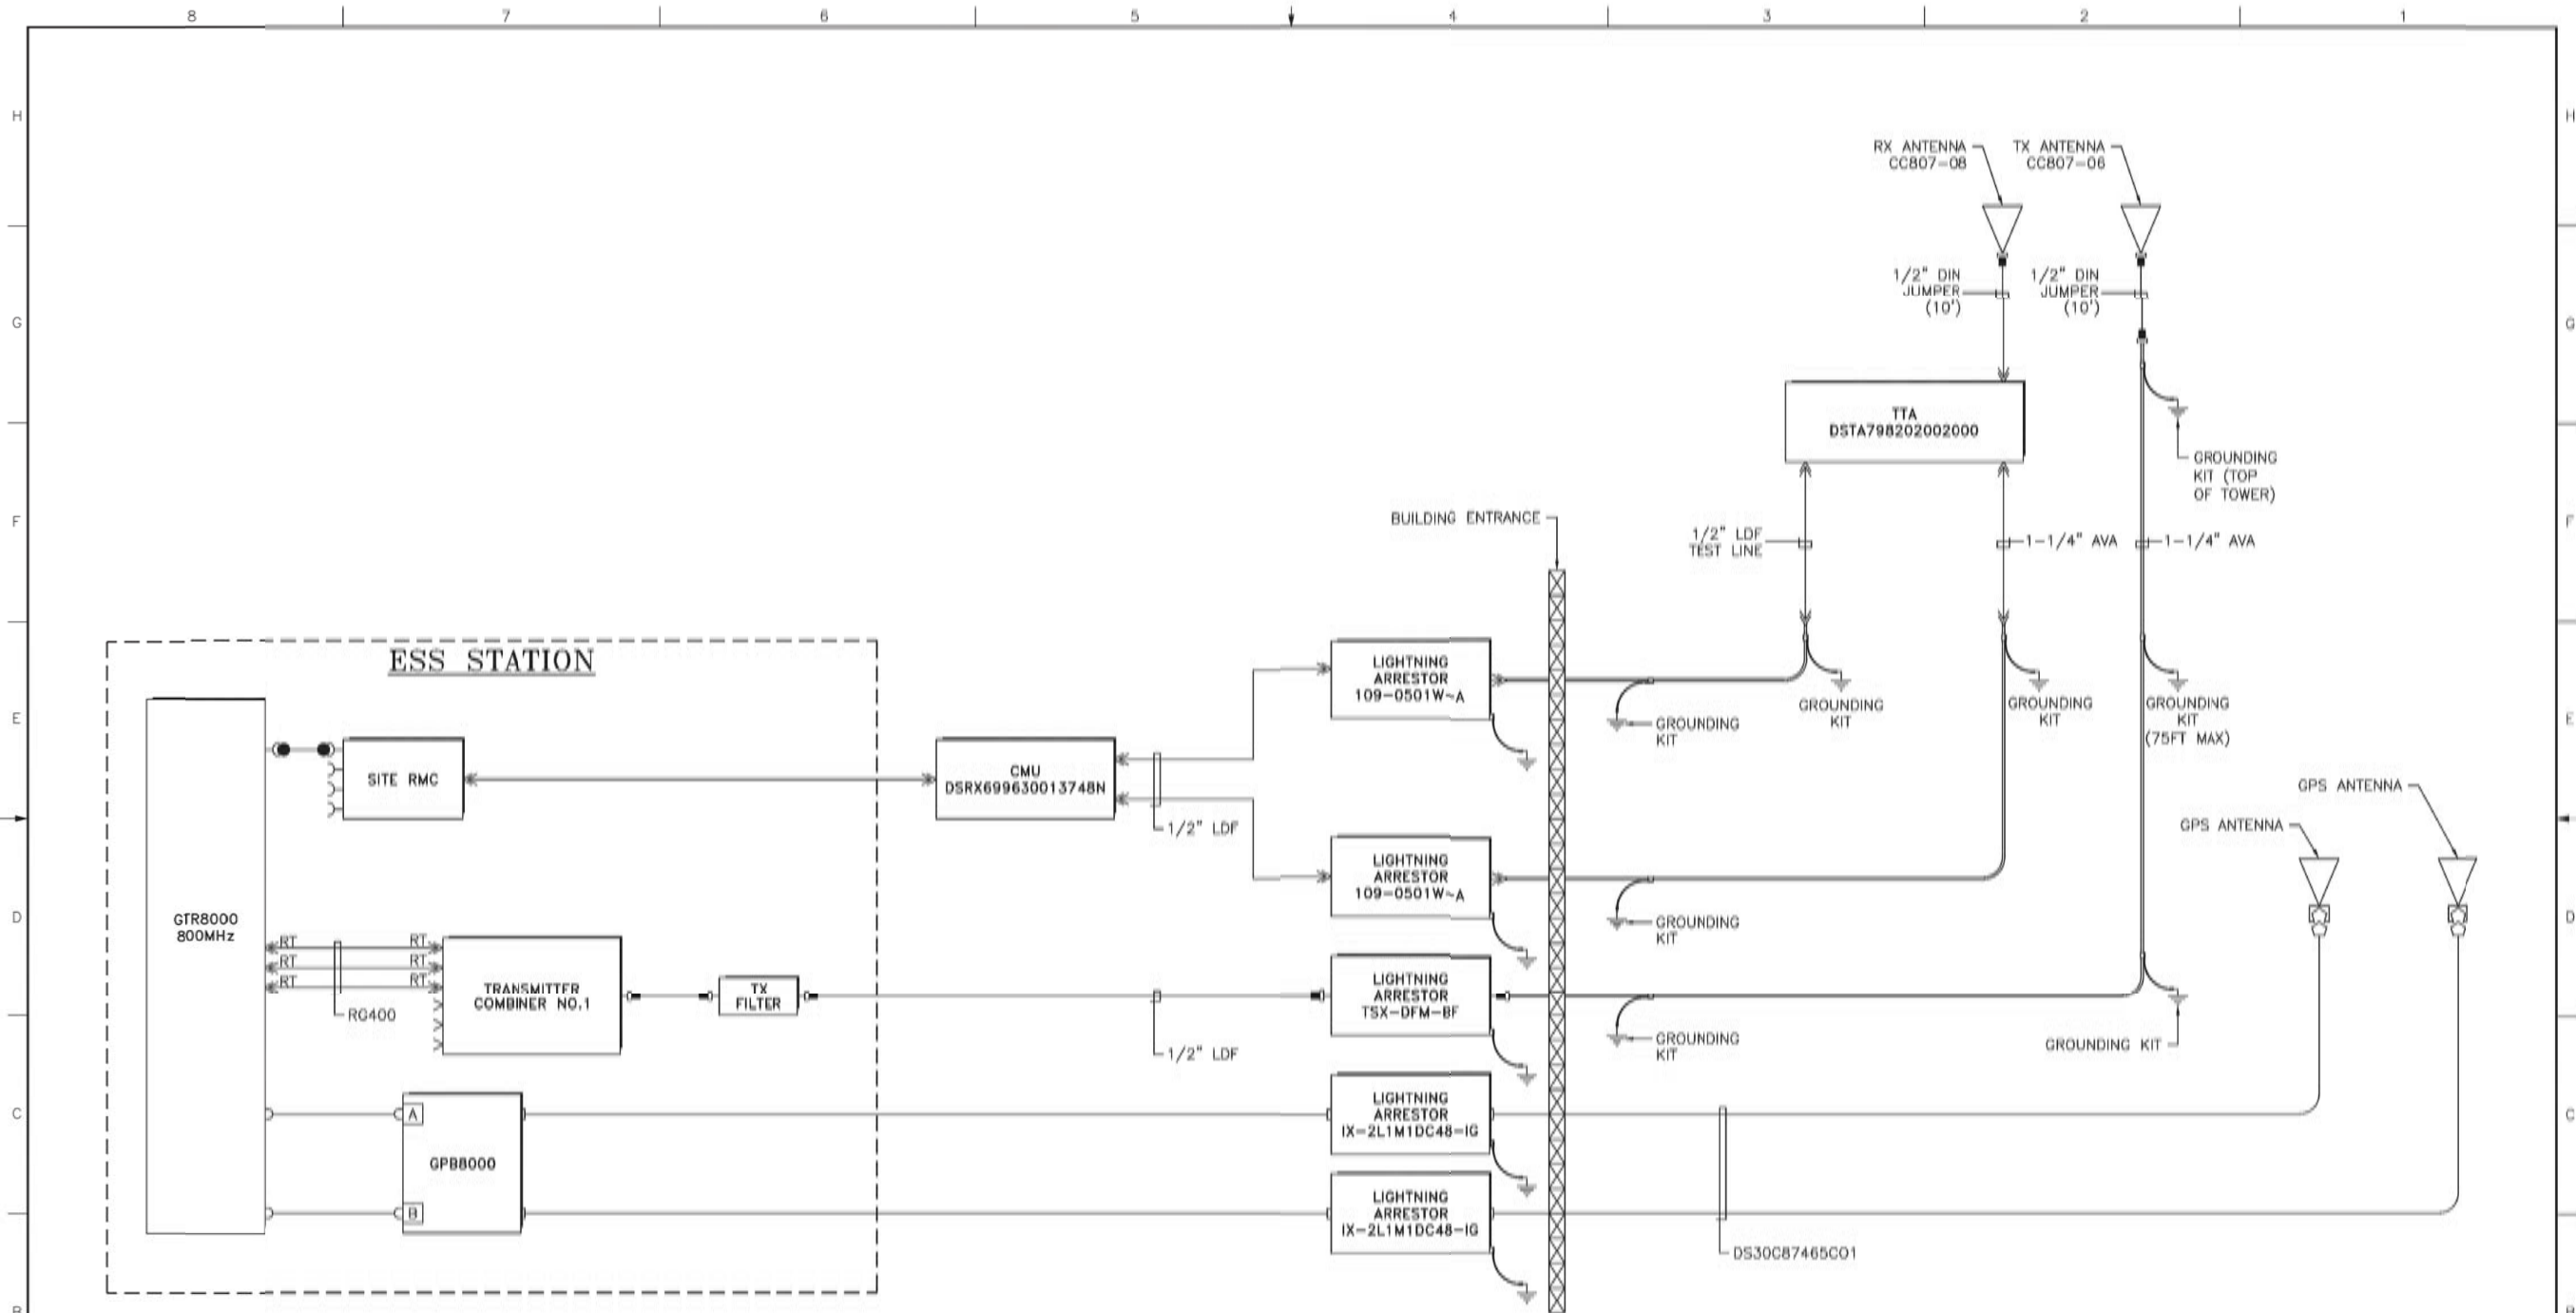 8 7 6 5 4 3 2 1
H
H
RX ANTENNA
CC807-08
TX ANTENNA
CC807-06
1/2" DIN
JUMPER
(10')
1/2" DIN
JUMPER
(10')
G
G
TTA
DSTA798202002000
GROUNDING
KIT (TOP
OF TOWER)
F
F
BUILDING ENTRANCE
1/2" LDF
TEST LINE
1-1/4" AVA
1-1/4" AVA
ESS STATION
LIGHTNING
ARRESTOR
109-0501W-A
GROUNDING
KIT
GROUNDING
KIT
GROUNDING
KIT
GROUNDING
KIT
(75FT MAX)
E
E
SITE RMC
CMU
DSRX699630013748N
1/2" LDF
GPS ANTENNA
GPS ANTENNA
LIGHTNING
ARRESTOR
109-0501W-A
GROUNDING
KIT
D
D
GTR8000
800MHz
RT RT
RT RT
RT RT
RG400
TRANSMITTER
COMBINER NO.1
TX
FILTER
1/2" LDF
LIGHTNING
ARRESTOR
TSX-DFM-BF
GROUNDING
KIT
GROUNDING KIT
C
C
A
GPB8000
B
LIGHTNING
ARRESTOR
IX-2L1M1DC48-IG
LIGHTNING
ARRESTOR
IX-2L1M1DC48-IG
DS30C87465C01
B